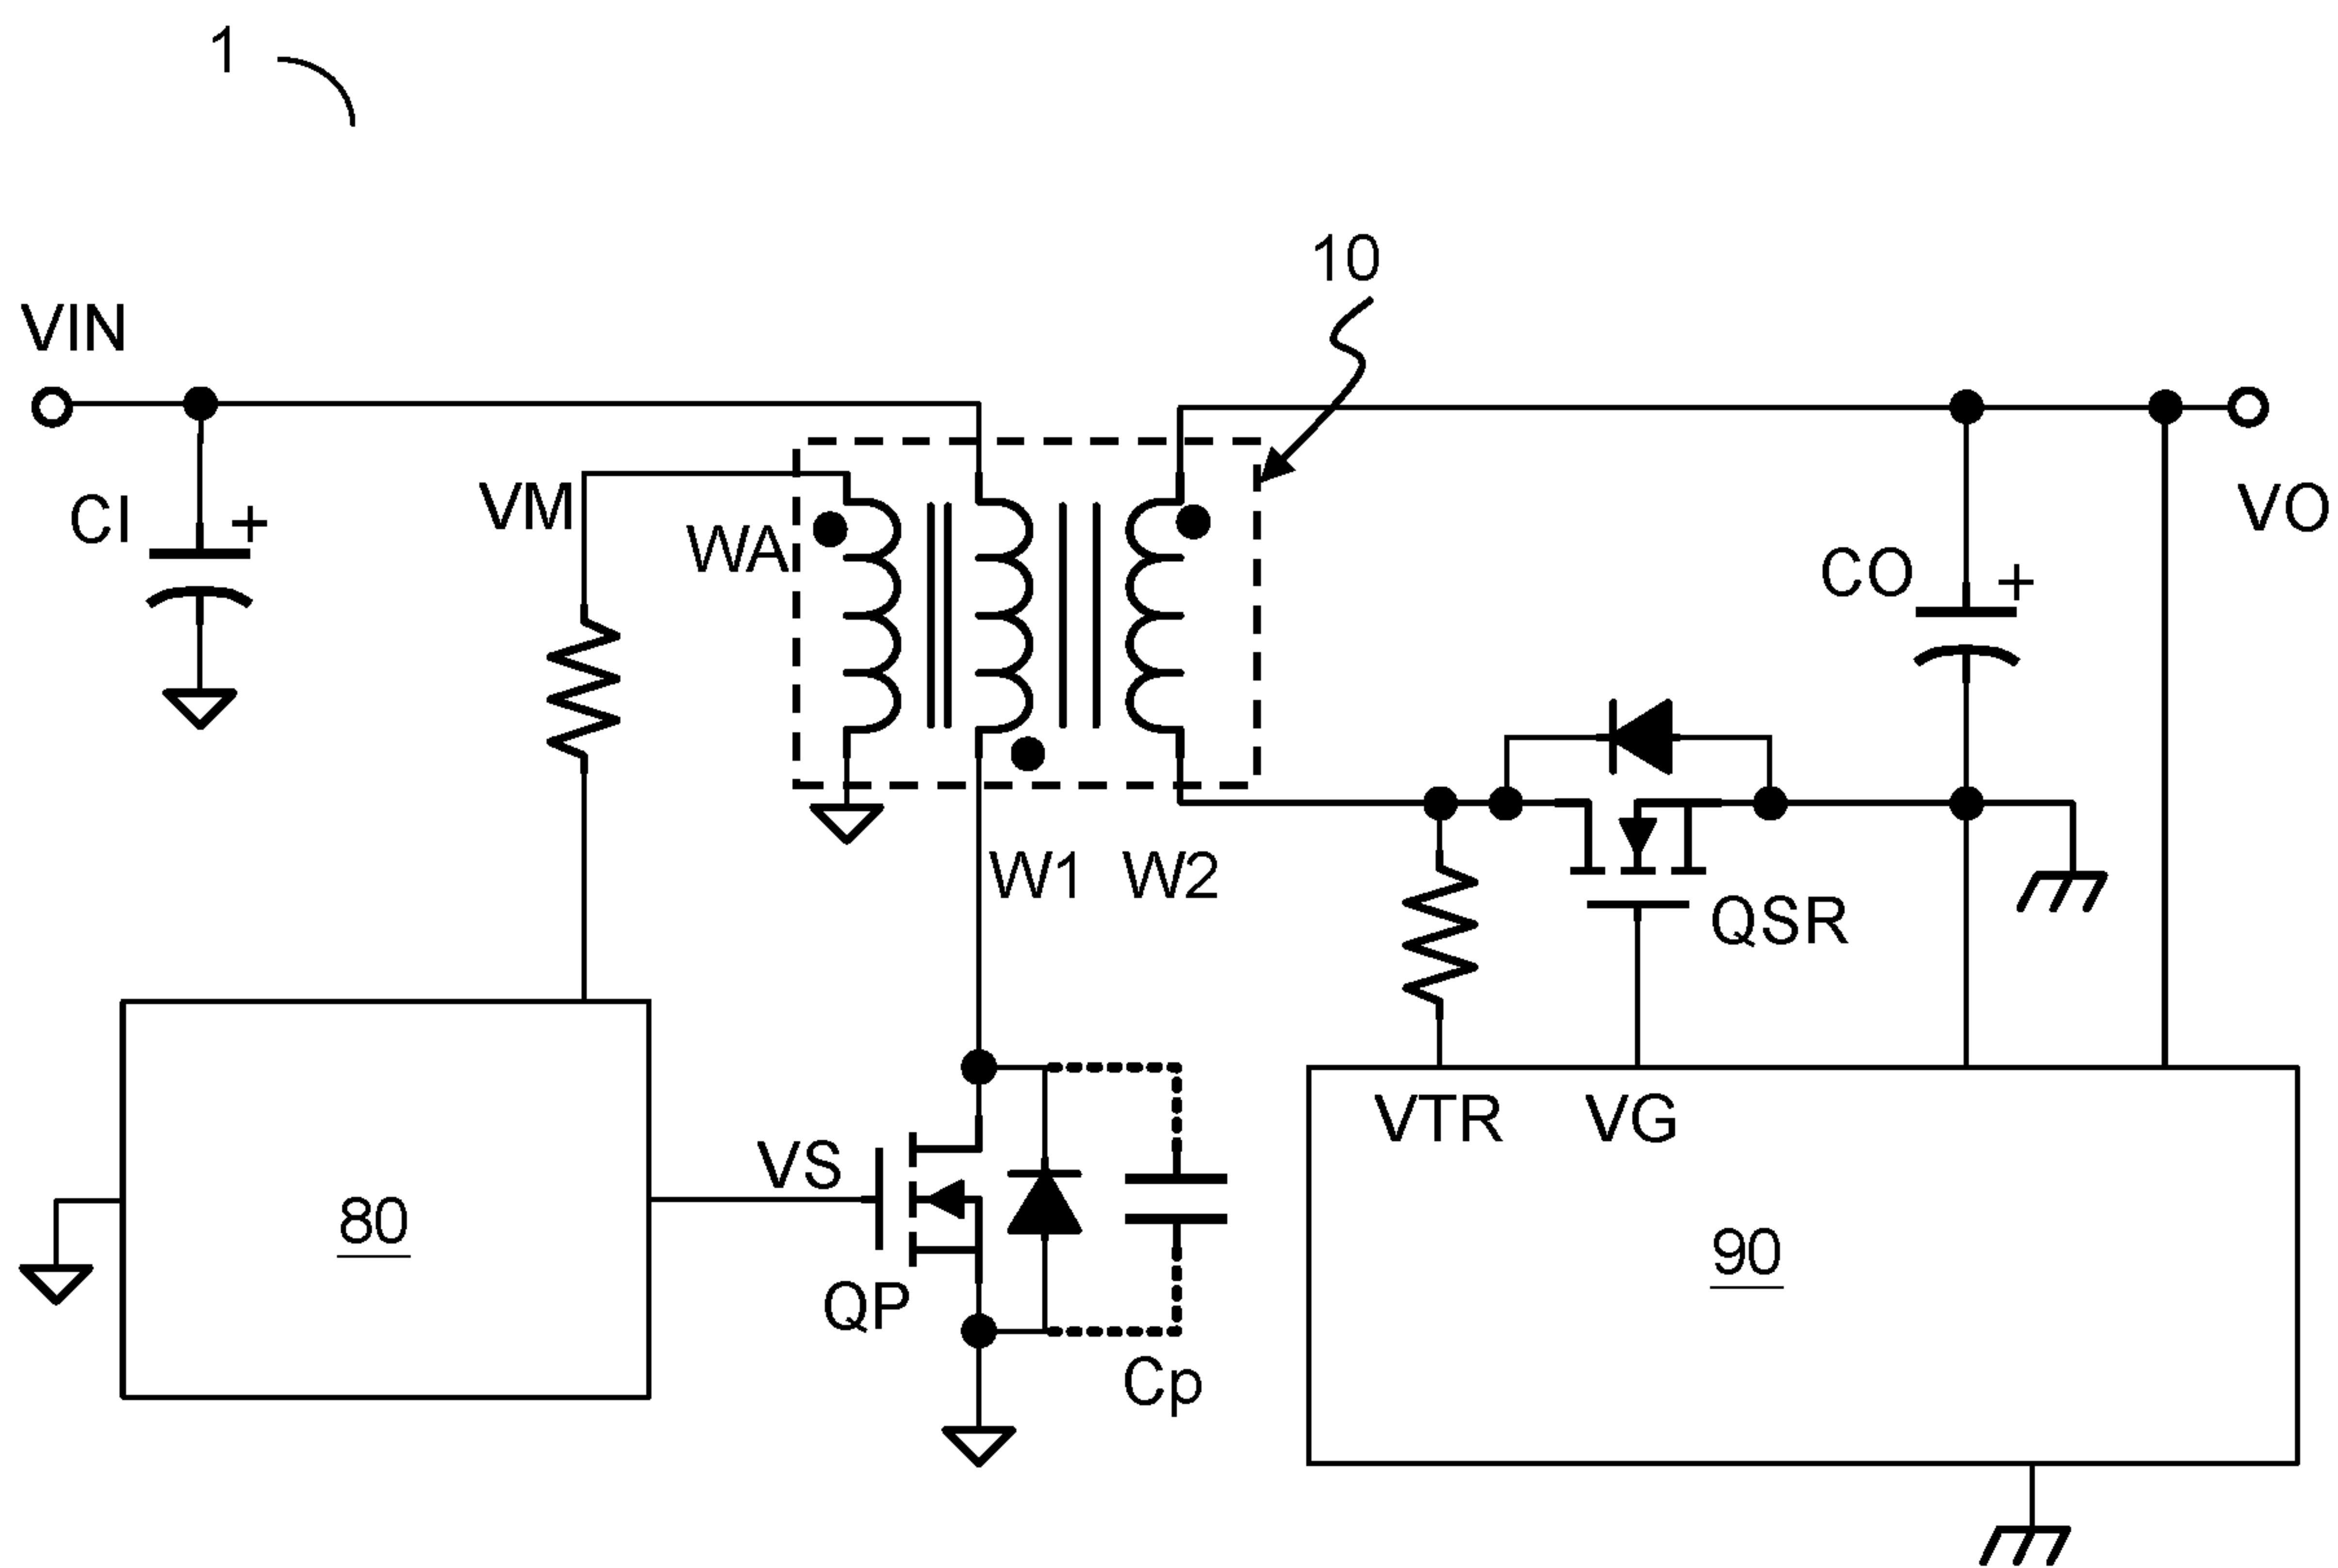 1
10
VIN
CI +
VM
WA
VO
CO +
W1 W2
QSR
VTR VG
VS
80
90
QP
Cp